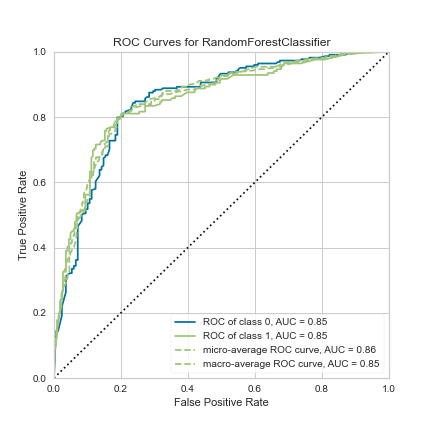 ROC Curves for RandomForestClassifier
1.0
0.8
0.6
0.4
0.2
0.0
True Positive Rate
ROC of class 0, AUC = 0.85
ROC of class 1, AUC = 0.85
micro-average ROC curve, AUC = 0.86
macro-average ROC curve, AUC = 0.85
0.0 0.2 0.4 0.6 0.8 1.0
False Positive Rate